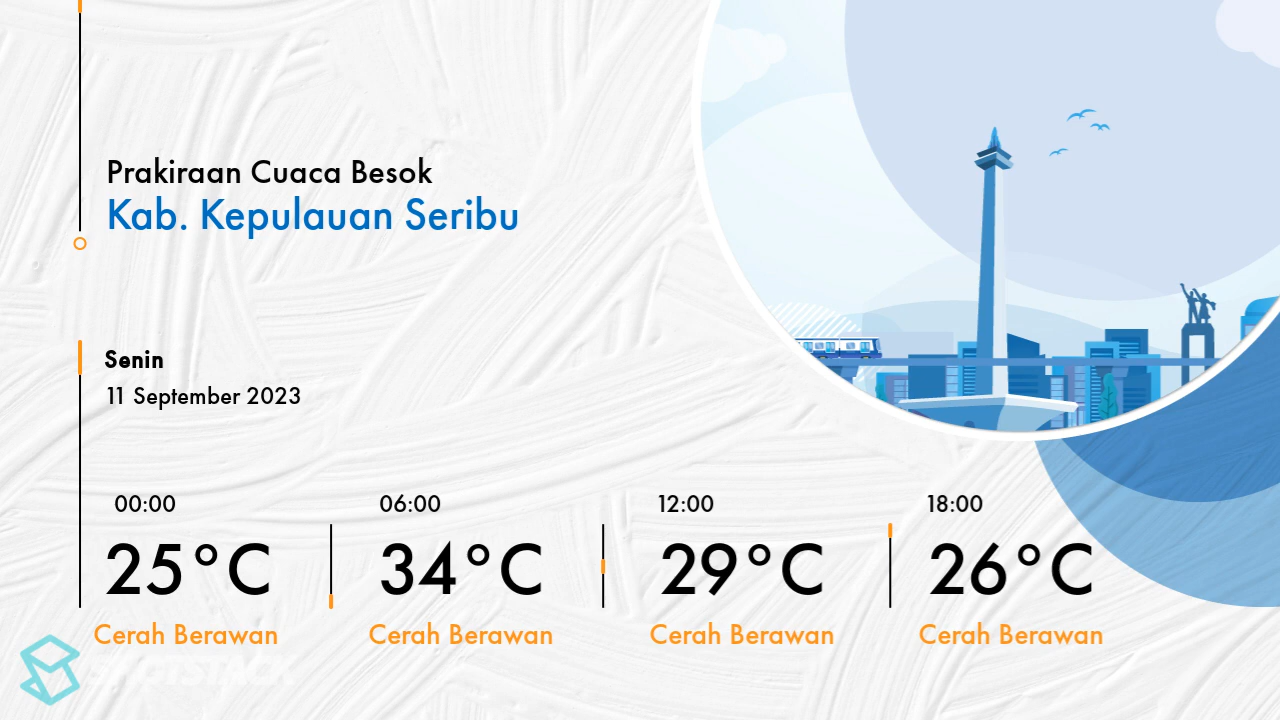 Prakiraan Cuaca Besok
Kab. Kepulauan Seribu
Senin
11 September 2023
00:00
25°C
Cerah Berawan
06:00
34°C
Cerah Berawan
12:00
29°C
Cerah Berawan
18:00
26°C
Cerah Berawan